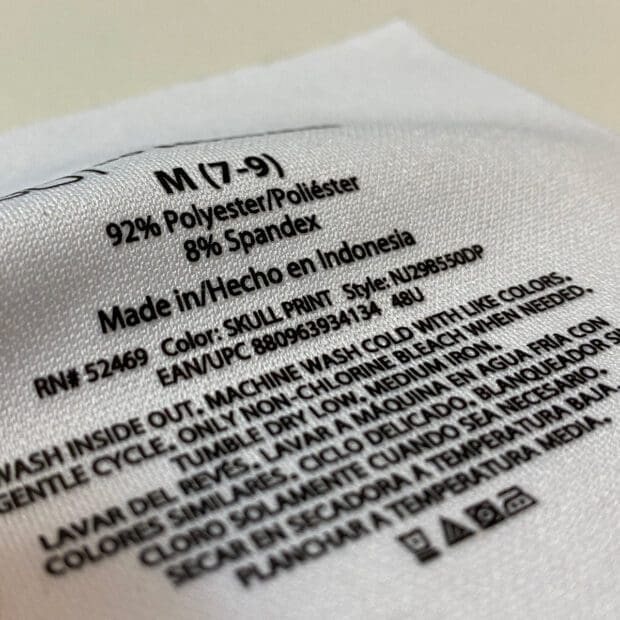 M (7-9)
92% Polyester/Poliéster
8% Spandex
Made in/Hecho en Indonesia
RN# 52469 Color: SKULL PRINT Style: NJ29B550DP
EAN/UPC 880963934134 48U
WASH INSIDE OUT. MACHINE WASH COLD WITH LIKE COLORS.
GENTLE CYCLE. ONLY NON-CHLORINE BLEACH WHEN NEEDED.
TUMBLE DRY LOW. MEDIUM IRON.
LAVAR DEL REVÉS. LAVAR A MÁQUINA EN AGUA FRÍA CON
COLORES SIMILARES. CICLO DELICADO. BLANQUEADOR
CLORO SOLAMENTE CUANDO SEA NECESARIO.
SECAR EN SECADORA A TEMPERATURA BAJA.
PLANCHAR A TEMPERATURA MEDIA.